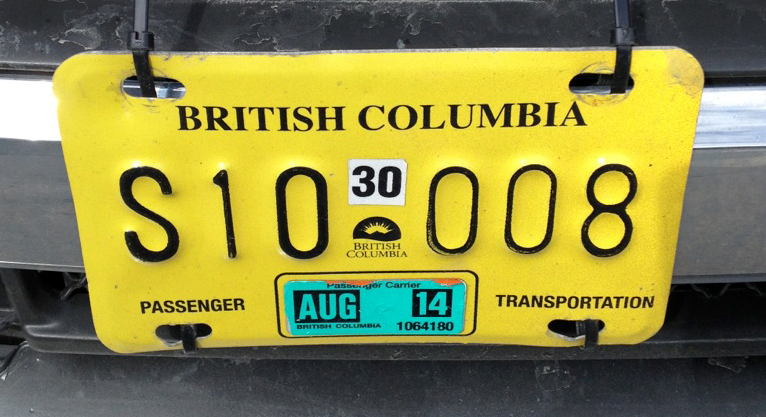 BRITISH COLUMBIA
S10 30 008
BRITISH
COLUMBIA
PASSENGER
TRANSPORTATION
Passenger Carrier
AUG 14
BRITISH COLUMBIA 1064180